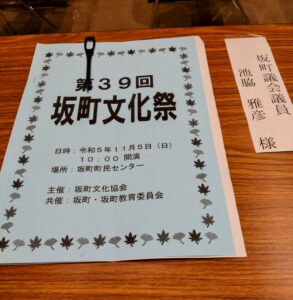 第39回
坂町文化祭
日時：令和5年11月5日（日）
10：00 開演
場所：坂町町民センター
主催：坂町文化協会
共催：坂町・坂町教育委員会
坂町議会議員
池脇 雅彦 様